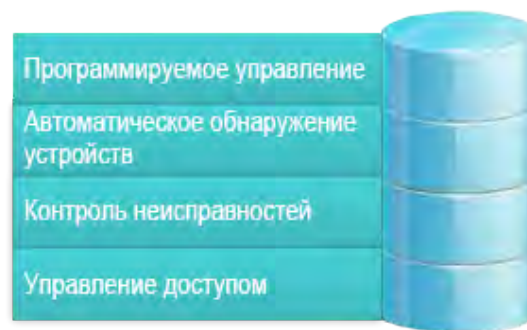 Программируемое управление
Автоматическое обнаружение
устройств
Контроль неисправностей
Управление доступом